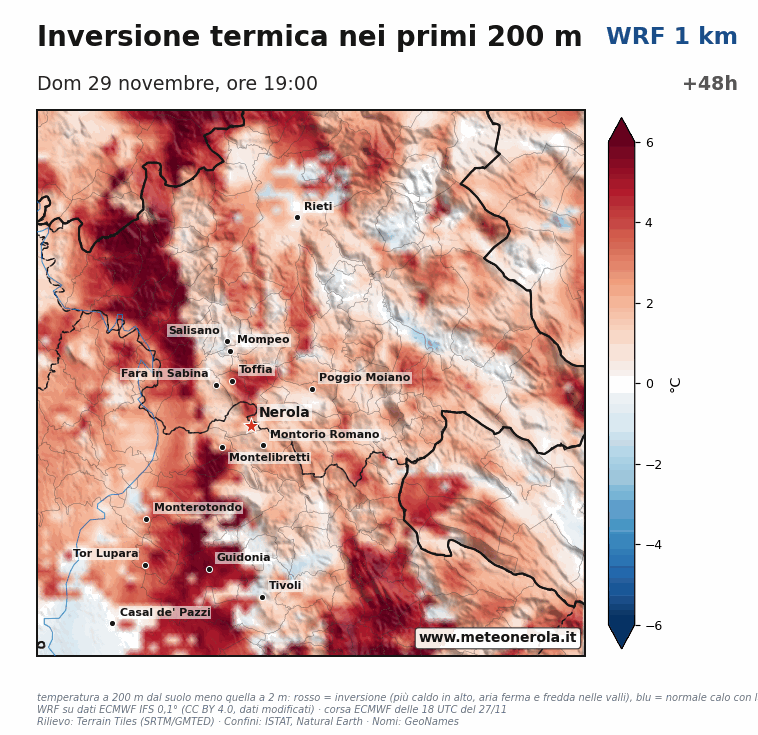 Inversione termica nei primi 200 m WRF 1 km
Dom 29 novembre, ore 19:00 +48h
Rieti
Salisano
Mompeo
Toffia
Fara in Sabina
Poggio Moiano
Nerola
Montorio Romano
Montelibretti
Monterotondo
Tor Lupara
Guidonia
Tivoli
Casal de' Pazzi
www.meteonerola.it
6
4
2
0
−2
−4
−6
°C
temperatura a 200 m dal suolo meno quella a 2 m: rosso = inversione (più caldo in alto, aria ferma e fredda nelle valli), blu = normale calo con l
WRF su dati ECMWF IFS 0,1° (CC BY 4.0, dati modificati) · corsa ECMWF delle 18 UTC del 27/11
Rilievo: Terrain Tiles (SRTM/GMTED) · Confini: ISTAT, Natural Earth · Nomi: GeoNames